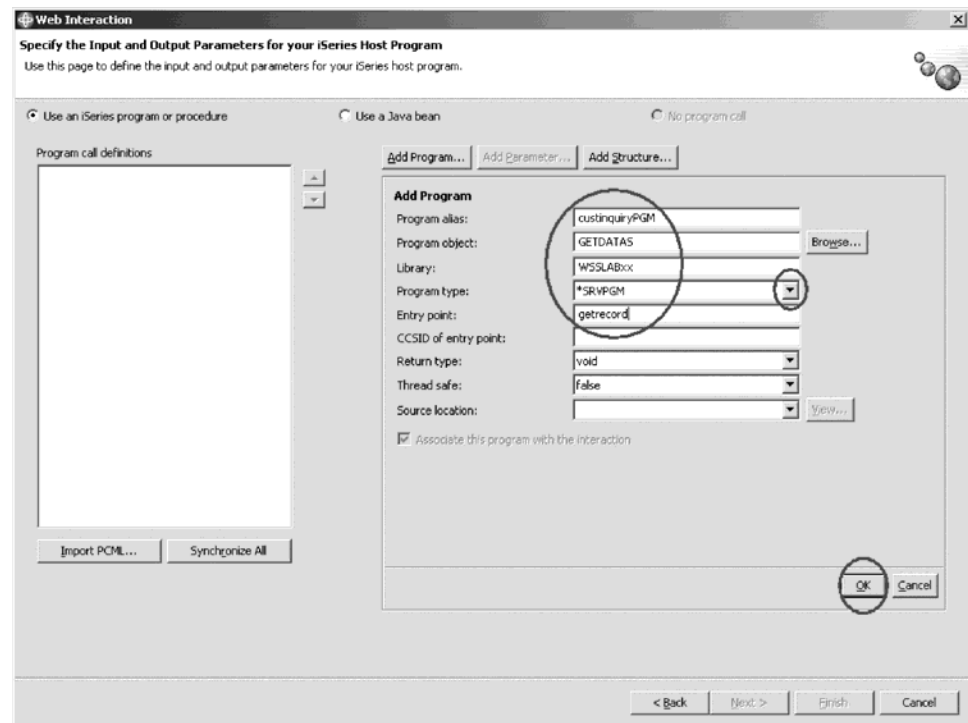 Web Interaction
Specify the Input and Output Parameters for your iSeries Host Program
Use this page to define the input and output parameters for your iSeries host program.
Use an iSeries program or procedure
Use a Java bean
No program call
Program call definitions
Add Program...
Add Parameter...
Add Structure...
Add Program
Program alias: custinquiryPGM
Program object: GETDATAS Browse...
Library: WSSLABxx
Program type: *SRVPGM
Entry point: getrecord
CCSID of entry point:
Return type: void
Thread safe: false
Source location: View...
Associate this program with the interaction
Import PCML... Synchronize All
OK Cancel
< Back Next > Finish Cancel